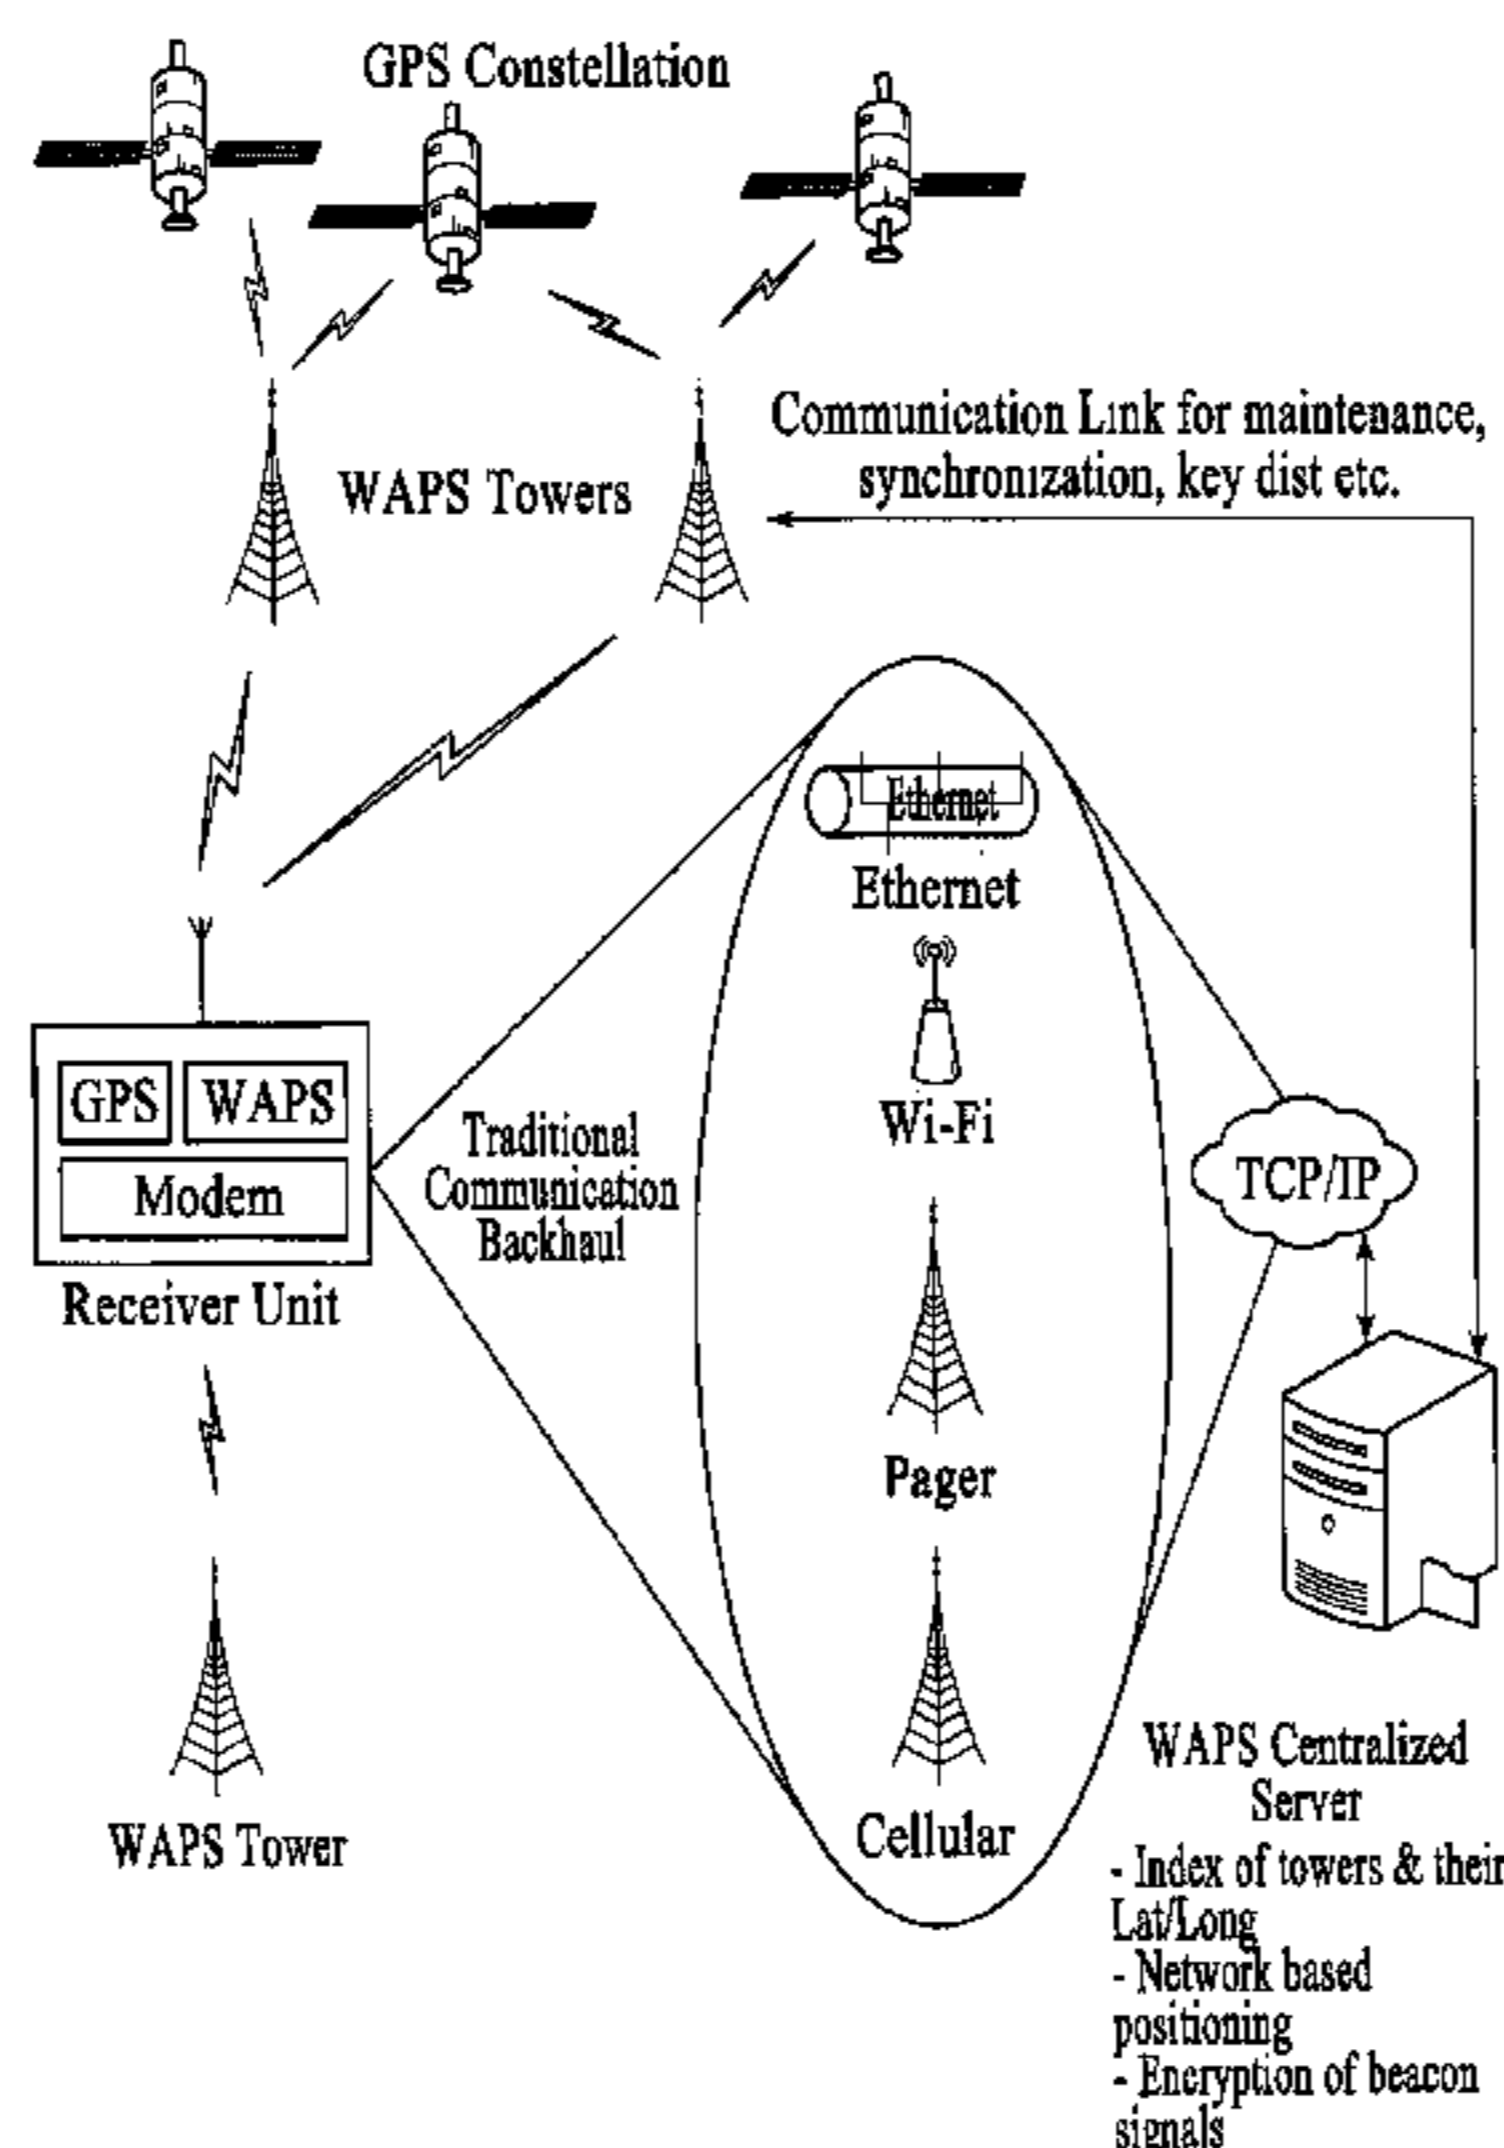 GPS Constellation
Communication Link for maintenance,
synchronization, key dist etc.
WAPS Towers
Ethernet
Ethernet
Wi-Fi
GPS WAPS
Modem
Receiver Unit
Traditional
Communication
Backhaul
TCP/IP
Pager
Cellular
WAPS Tower
WAPS Centralized
Server
- Index of towers & their
Lat/Long
- Network based
positioning
- Encryption of beacon
signals